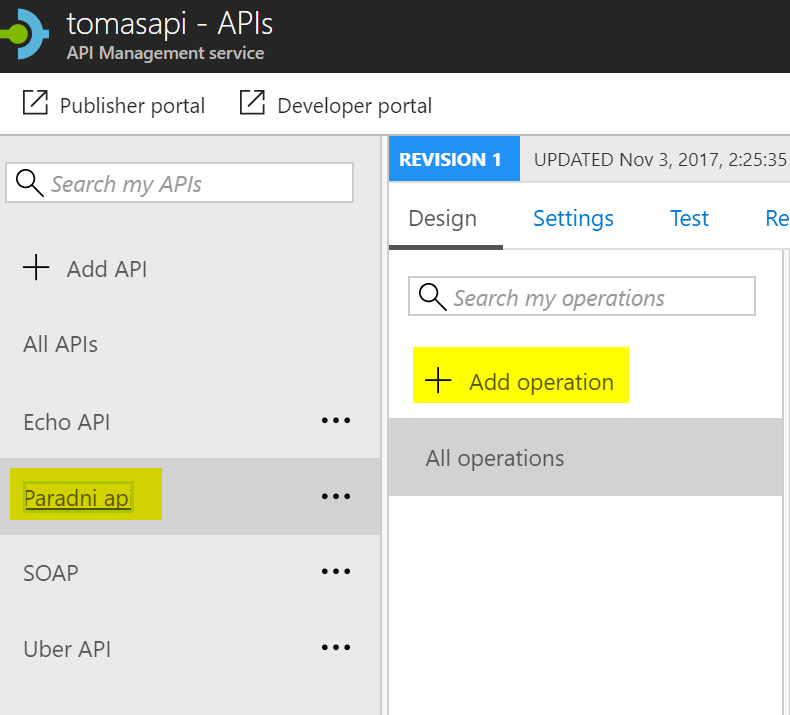 tomasapi - APIs
API Management service
Publisher portal
Developer portal
Search my APIs
Add API
All APIs
Echo API
Paradni api
SOAP
Uber API
REVISION 1
UPDATED Nov 3, 2017, 2:25:35
Design
Settings
Test
Re
Search my operations
Add operation
All operations